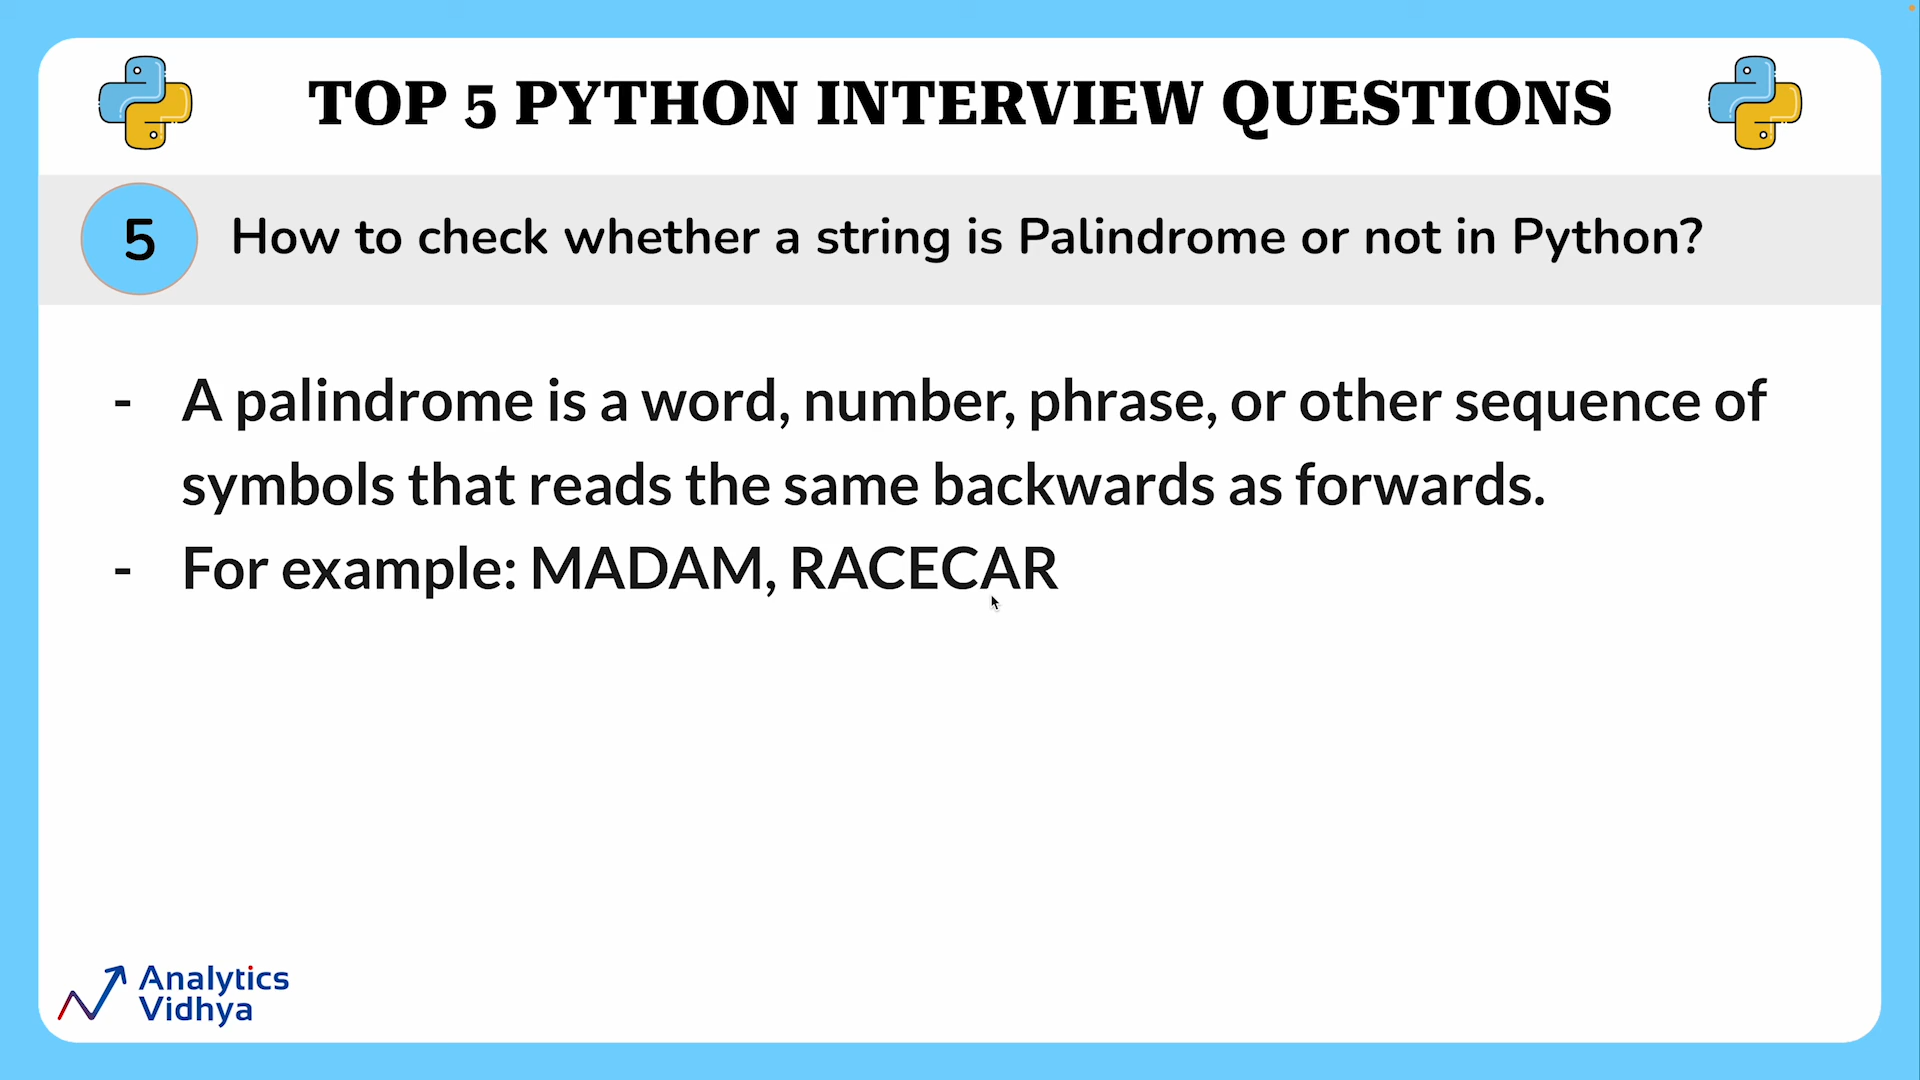 TOP 5 PYTHON INTERVIEW QUESTIONS
5 How to check whether a string is Palindrome or not in Python?
- A palindrome is a word, number, phrase, or other sequence of
symbols that reads the same backwards as forwards.
- For example: MADAM, RACECAR
Analytics
Vidhya